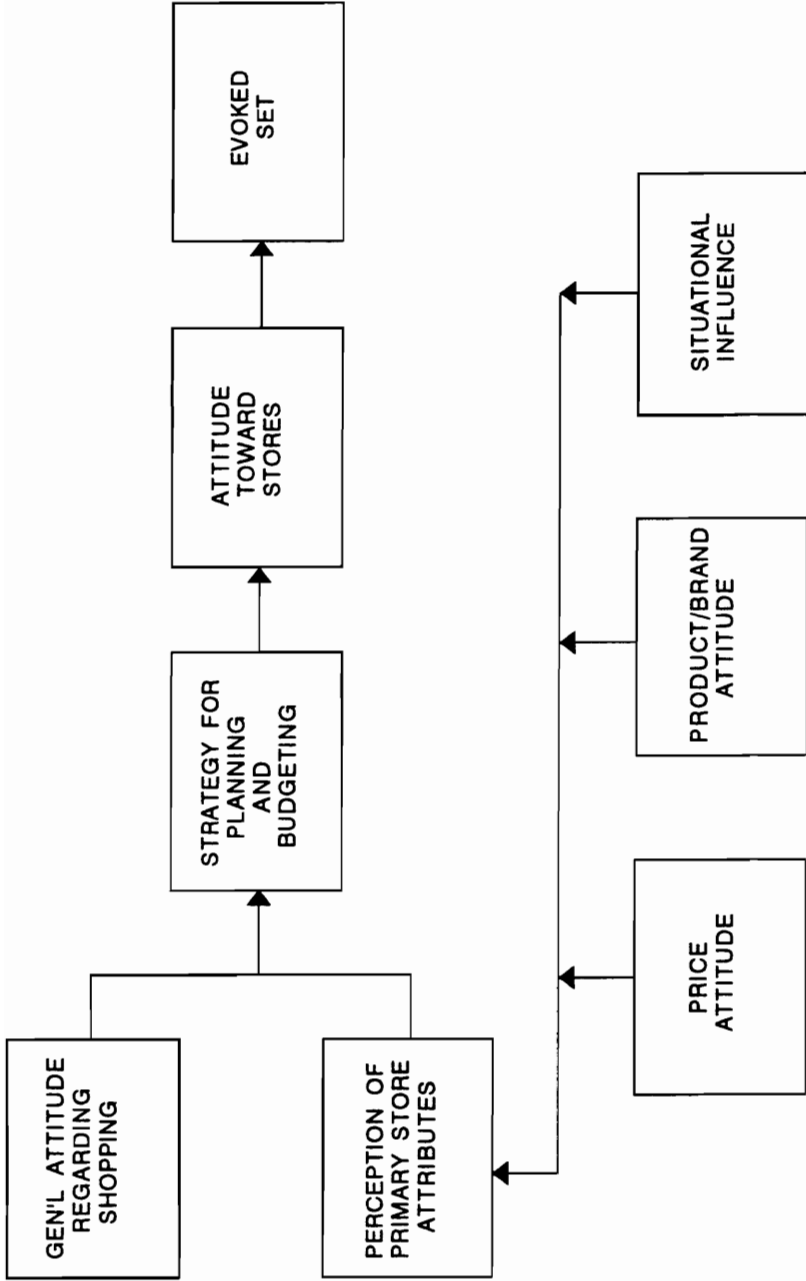 GEN'L ATTITUDE
REGARDING
SHOPPING
PERCEPTION OF
PRIMARY STORE
ATTRIBUTES
STRATEGY FOR
PLANNING
AND
BUDGETING
ATTITUDE
TOWARD
STORES
EVOKED
SET
PRICE
ATTITUDE
PRODUCT/BRAND
ATTITUDE
SITUATIONAL
INFLUENCE